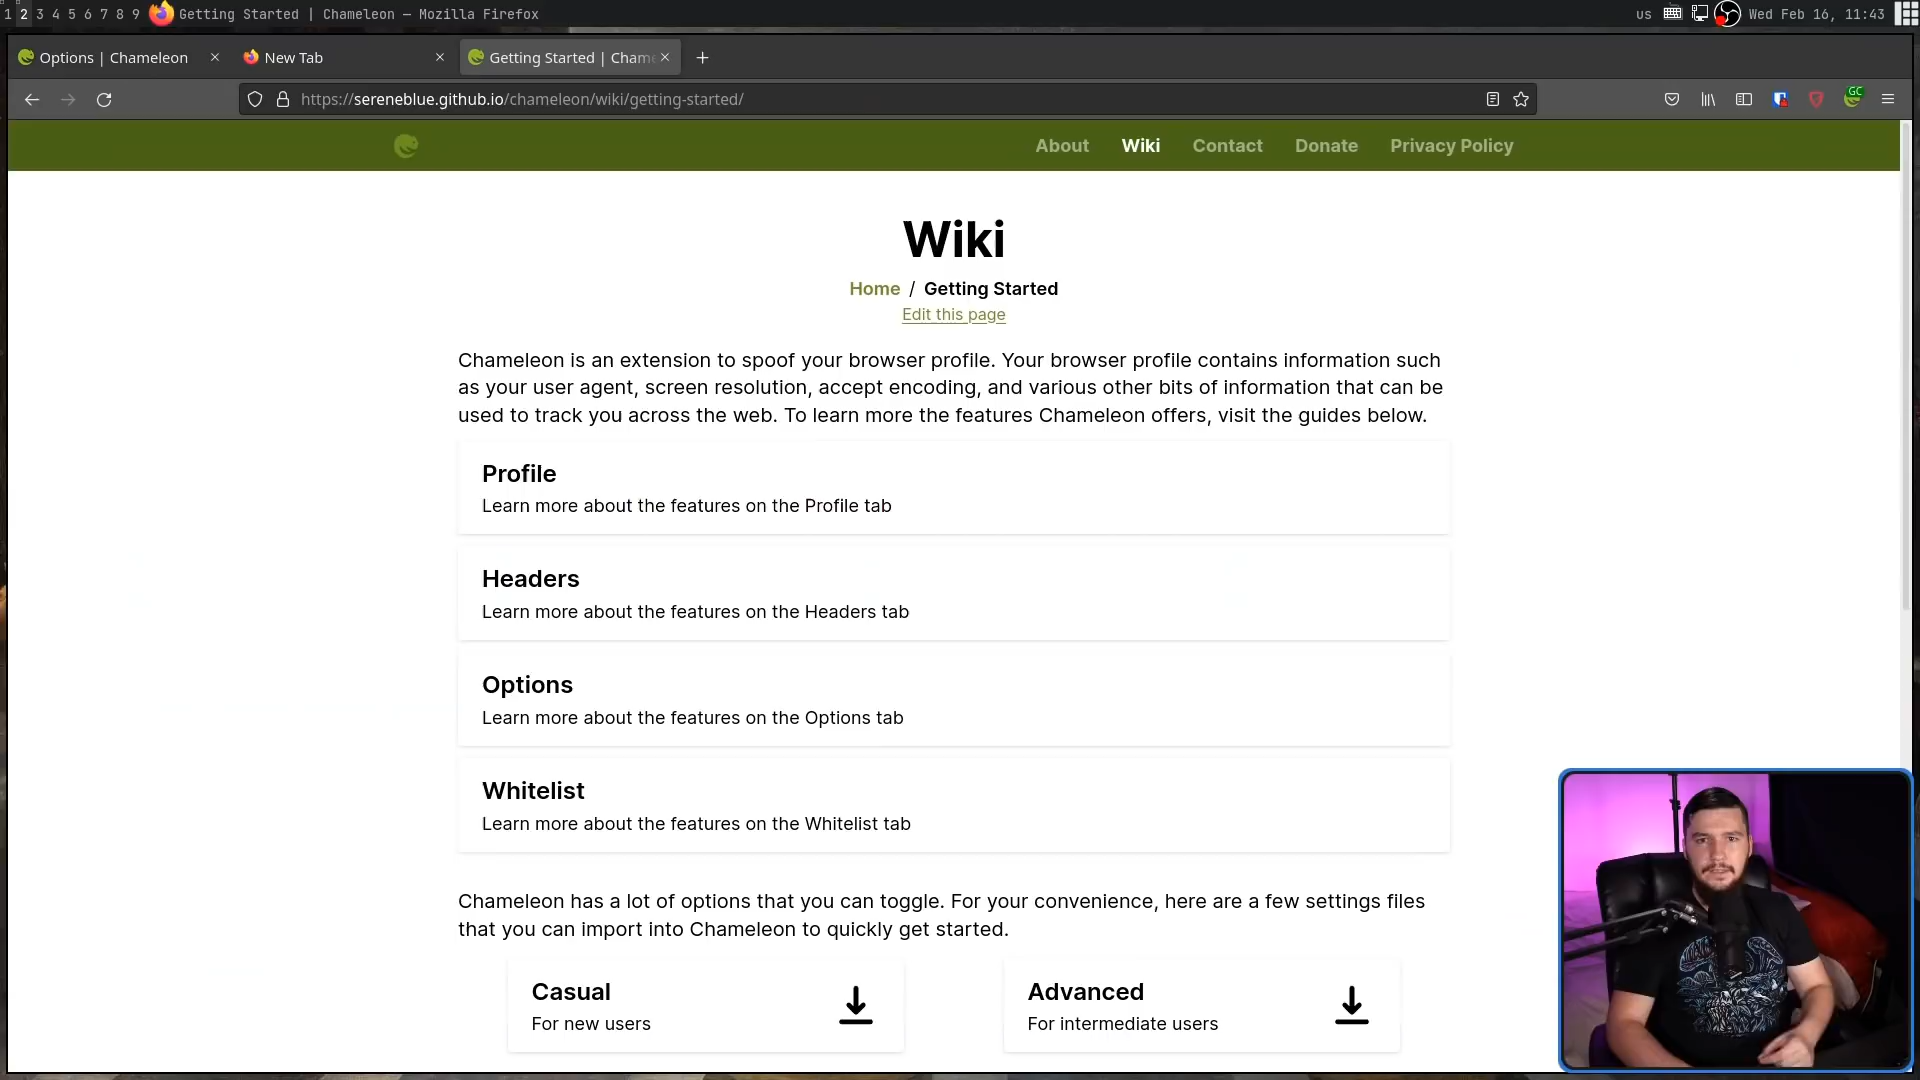 1 2 3 4 5 6 7 8 9 Getting Started | Chameleon — Mozilla Firefox us Wed Feb 16, 11:43
Options | Chameleon New Tab Getting Started | Cham
https://sereneblue.github.io/chameleon/wiki/getting-started/ GC
About Wiki Contact Donate Privacy Policy
Wiki
Home / Getting Started
Edit this page
Chameleon is an extension to spoof your browser profile. Your browser profile contains information such
as your user agent, screen resolution, accept encoding, and various other bits of information that can be
used to track you across the web. To learn more the features Chameleon offers, visit the guides below.
Profile
Learn more about the features on the Profile tab
Headers
Learn more about the features on the Headers tab
Options
Learn more about the features on the Options tab
Whitelist
Learn more about the features on the Whitelist tab
Chameleon has a lot of options that you can toggle. For your convenience, here are a few settings files
that you can import into Chameleon to quickly get started.
Casual
For new users
Advanced
For intermediate users